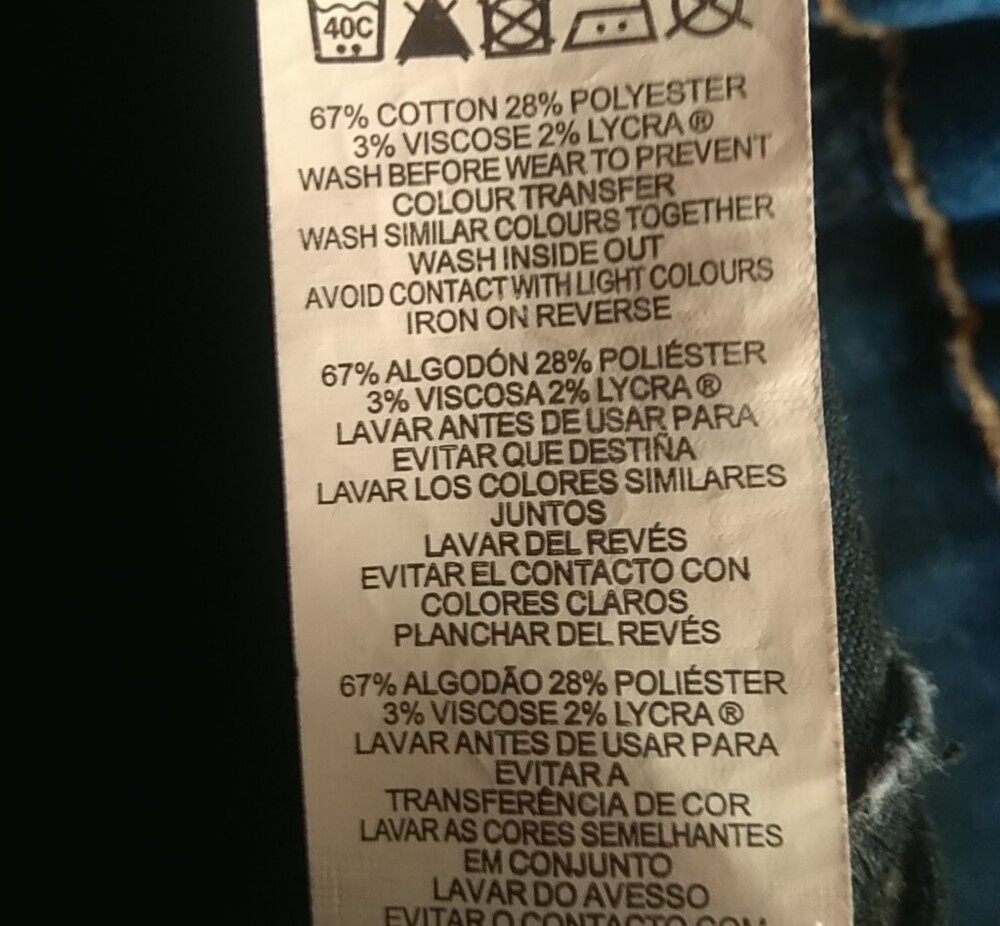 40C
67% COTTON 28% POLYESTER
3% VISCOSE 2% LYCRA ®
WASH BEFORE WEAR TO PREVENT
COLOUR TRANSFER
WASH SIMILAR COLOURS TOGETHER
WASH INSIDE OUT
AVOID CONTACT WITH LIGHT COLOURS
IRON ON REVERSE
67% ALGODÓN 28% POLIÉSTER
3% VISCOSA 2% LYCRA ®
LAVAR ANTES DE USAR PARA
EVITAR QUE DESTIÑA
LAVAR LOS COLORES SIMILARES
JUNTOS
LAVAR DEL REVÉS
EVITAR EL CONTACTO CON
COLORES CLAROS
PLANCHAR DEL REVÉS
67% ALGODÃO 28% POLIÉSTER
3% VISCOSE 2% LYCRA ®
LAVAR ANTES DE USAR PARA
EVITAR A
TRANSFERÊNCIA DE COR
LAVAR AS CORES SEMELHANTES
EM CONJUNTO
LAVAR DO AVESSO
EVITAR O CONTACTO COM